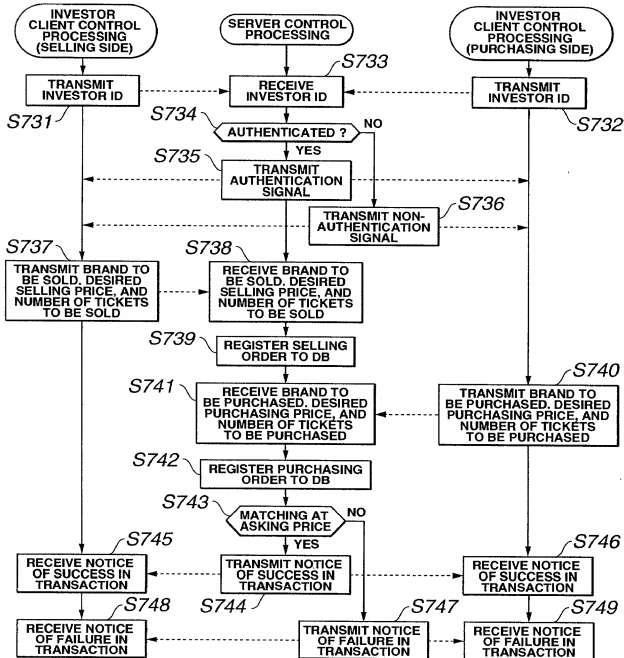 INVESTOR
CLIENT CONTROL
PROCESSING
(SELLING SIDE)
SERVER CONTROL
PROCESSING
INVESTOR
CLIENT CONTROL
PROCESSING
(PURCHASING SIDE)
TRANSMIT
INVESTOR ID
S731
RECEIVE
INVESTOR ID
S733
TRANSMIT
INVESTOR ID
S732
S734
AUTHENTICATED ?
NO
YES
S735
TRANSMIT
AUTHENTICATION
SIGNAL
S736
TRANSMIT NON-
AUTHENTICATION
SIGNAL
S737
TRANSMIT BRAND TO
BE SOLD. DESIRED
SELLING PRICE, AND
NUMBER OF TICKETS
TO BE SOLD
S738
RECEIVE BRAND TO
BE SOLD. DESIRED
SELLING PRICE, AND
NUMBER OF TICKETS
TO BE SOLD
S739
REGISTER SELLING
ORDER TO DB
S740
TRANSMIT BRAND TO
BE PURCHASED. DESIRED
PURCHASING PRICE, AND
NUMBER OF TICKETS
TO BE PURCHASED
S741
RECEIVE BRAND TO
BE PURCHASED. DESIRED
PURCHASING PRICE, AND
NUMBER OF TICKETS
TO BE PURCHASED
S742
REGISTER PURCHASING
ORDER TO DB
S743
MATCHING AT
ASKING PRICE
NO
YES
S745
RECEIVE NOTICE
OF SUCCESS IN
TRANSACTION
TRANSMIT NOTICE
OF SUCCESS IN
TRANSACTION
S744
S746
RECEIVE NOTICE
OF SUCCESS IN
TRANSACTION
S748
RECEIVE NOTICE
OF FAILURE IN
TRANSACTION
S747
TRANSMIT NOTICE
OF FAILURE IN
TRANSACTION
S749
RECEIVE NOTICE
OF FAILURE IN
TRANSACTION